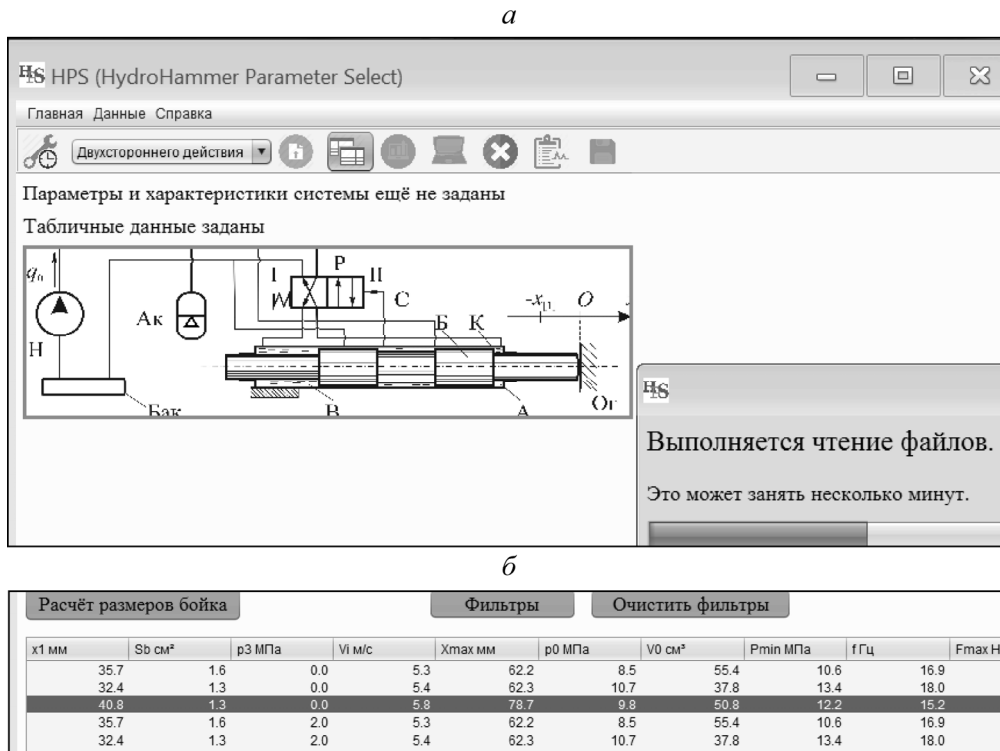 а
HS HPS (HydroHammer Parameter Select)
Главная Данные Справка
Двухстороннего действия
Параметры и характеристики системы ещё не заданы
Табличные данные заданы
qн
Н
Ак
I
Р
II
С
Б
К
-xц
О
Бак
В
А
Ог
HS
Выполняется чтение файлов.
Это может занять несколько минут.
б
Расчёт размеров бойка Фильтры Очистить фильтры
x1 мм Sb см² p3 МПа Vi м/с Xmax мм p0 МПа V0 см³ Pmin МПа f Гц Fmax Н
35.7 1.6 0.0 5.3 62.2 8.5 55.4 10.6 16.9
32.4 1.3 0.0 5.4 62.3 10.7 37.8 13.4 18.0
40.8 1.3 0.0 5.8 78.7 9.8 50.8 12.2 15.2
35.7 1.6 2.0 5.3 62.2 8.5 55.4 10.6 16.9
32.4 1.3 2.0 5.4 62.3 10.7 37.8 13.4 18.0